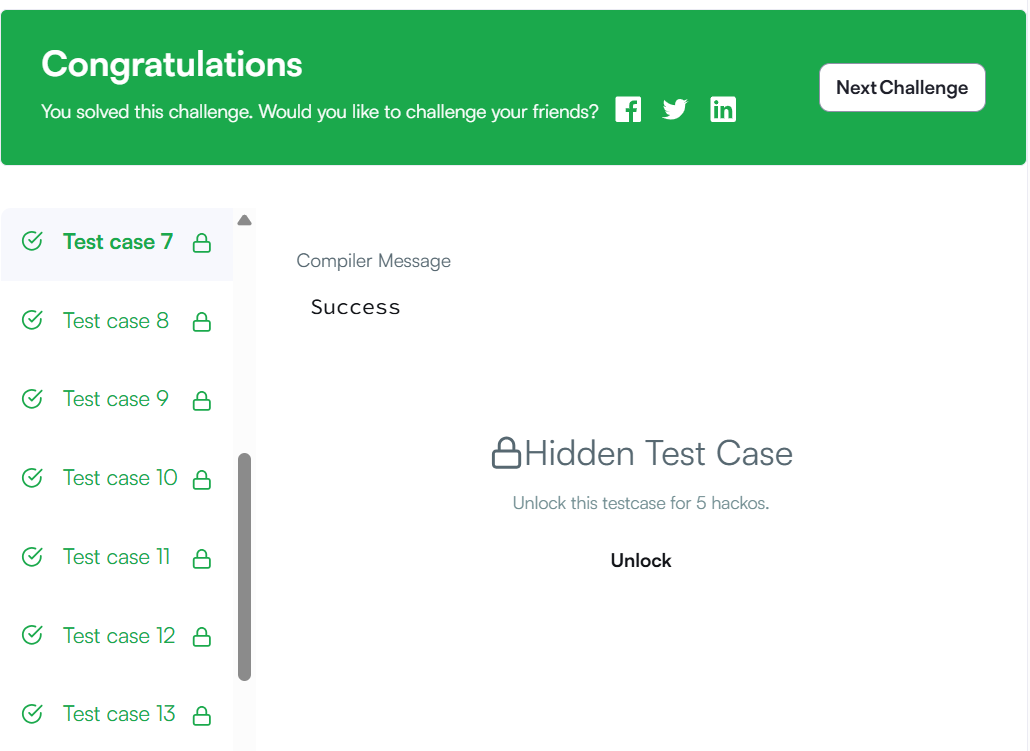 Congratulations
You solved this challenge. Would you like to challenge your friends?
Next Challenge
Test case 7
Test case 8
Test case 9
Test case 10
Test case 11
Test case 12
Test case 13
Compiler Message
Success
Hidden Test Case
Unlock this testcase for 5 hackos.
Unlock